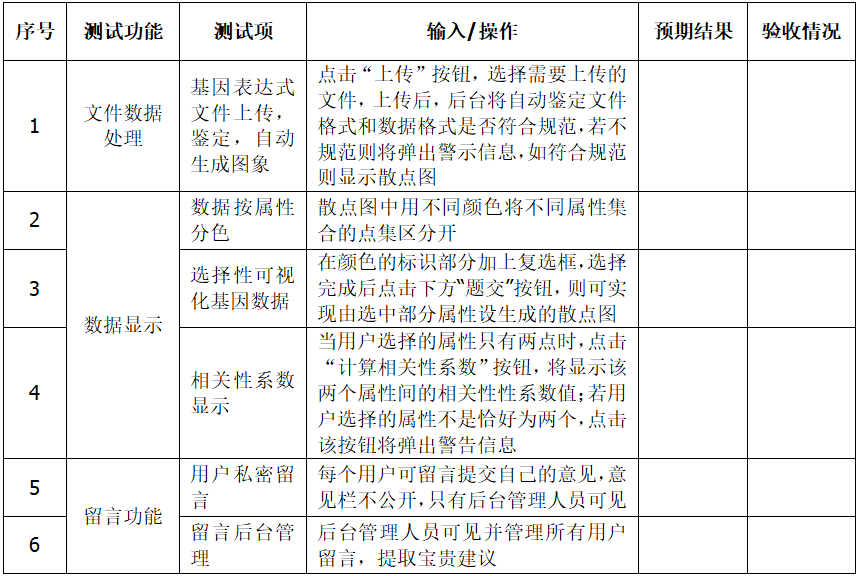 序号 测试功能 测试项 输入/操作 预期结果 验收情况
1
文件数据
处理
基因表达式
文件上传，
鉴定，自动
生成图象
点击“上传”按钮，选择需要上传的
文件，上传后，后台将自动鉴定文件
格式和数据格式是否符合规范，若不
规范则将弹出警示信息，如符合规范
则显示散点图
2
数据显示
数据按属性
分色
散点图中用不同颜色将不同属性集
合的点集区分开
3
选择性可视
化基因数据
在颜色的标识部分加上复选框，选择
完成后点击下方“题交”按钮，则可实
现由选中部分属性设生成的散点图
4
相关性系数
显示
当用户选择的属性只有两点时，点击
“计算相关性系数”按钮，将显示该
两个属性间的相关性性系数值；若用
户选择的属性不是恰好为两个，点击
该按钮将弹出警告信息
5
留言功能
用户私密留
言
每个用户可留言提交自己的意见，意
见栏不公开，只有后台管理人员可见
6
留言后台管
理
后台管理人员可见并管理所有用户
留言，提取宝贵建议